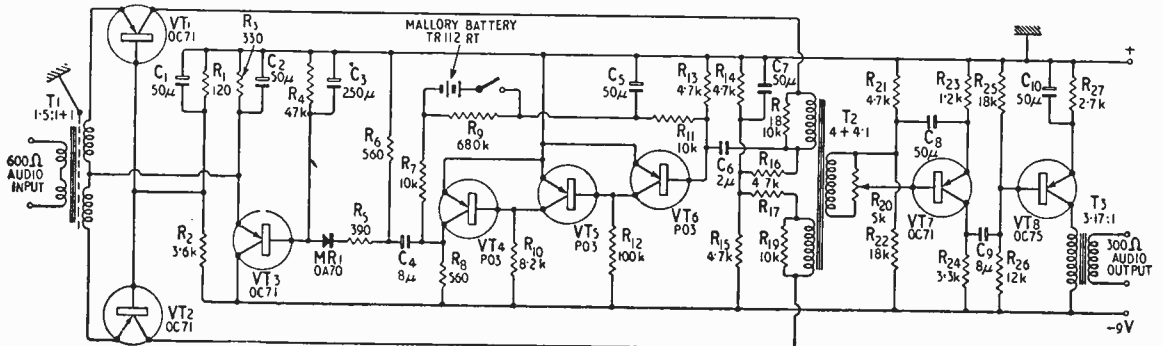 T1
1·5:1+1
600Ω
AUDIO
INPUT
VT1
OC71
VT2
OC71
C1
50μ
R1
120
R2
3·6k
R3
330
C2
50μ
R4
47k
C3
250μ
VT3
OC71
MR1
OA70
R5
390
R6
560
C4
8μ
R7
10k
MALLORY BATTERY
TR112 RT
R9
680k
R8
560
VT4
P03
R10
8·2k
VT5
P03
R12
100k
VT6
P03
C5
50μ
R11
10k
R13
4·7k
R14
4·7k
C7
50μ
C6
2μ
R15
4·7k
R16
4·7k
R17
R18
10k
R19
10k
T2
4+4:1
R20
5k
R21
4·7k
R22
18k
C8
50μ
R23
1·2k
VT7
OC71
R24
3·3k
C9
8μ
R25
18k
R26
12k
C10
50μ
R27
2·7k
VT8
OC75
T3
3·17:1
300Ω
AUDIO
OUTPUT
+
-9V